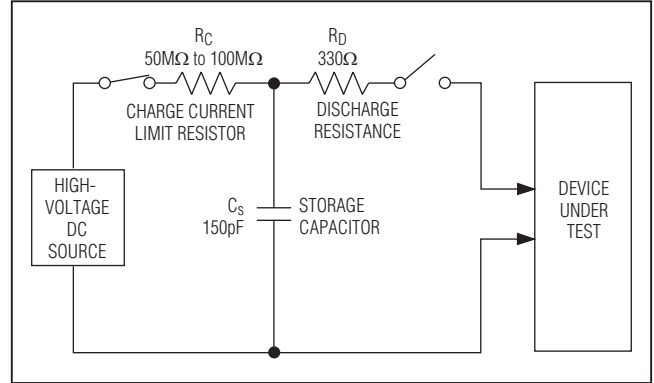 R_C
50MΩ to 100MΩ
CHARGE CURRENT
LIMIT RESISTOR
R_D
330Ω
DISCHARGE
RESISTANCE
HIGH-
VOLTAGE
DC
SOURCE
C_S
150pF
STORAGE
CAPACITOR
DEVICE
UNDER
TEST